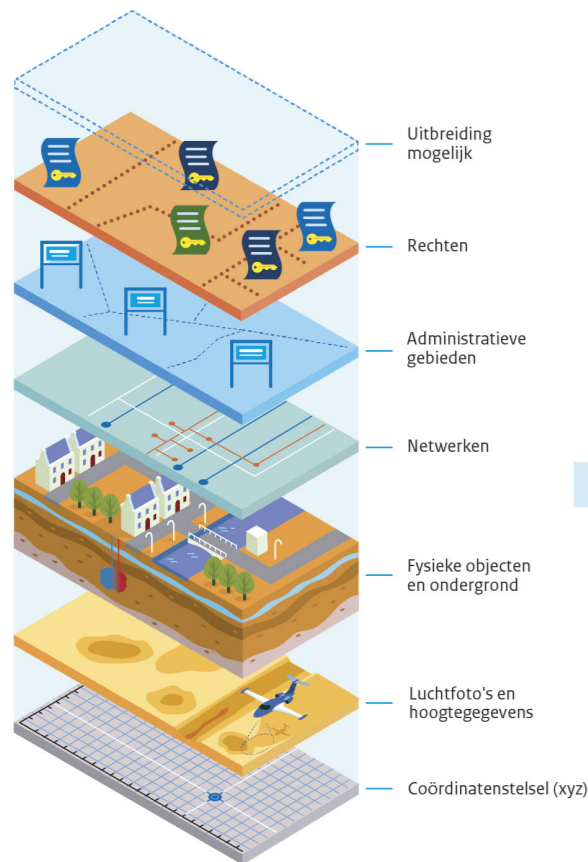 Uitbreiding
mogelijk
Rechten
Administratieve
gebieden
Netwerken
Fysieke objecten
en ondergrond
Luchtfoto's en
hoogtegegevens
Coördinatenstelsel (xyz)